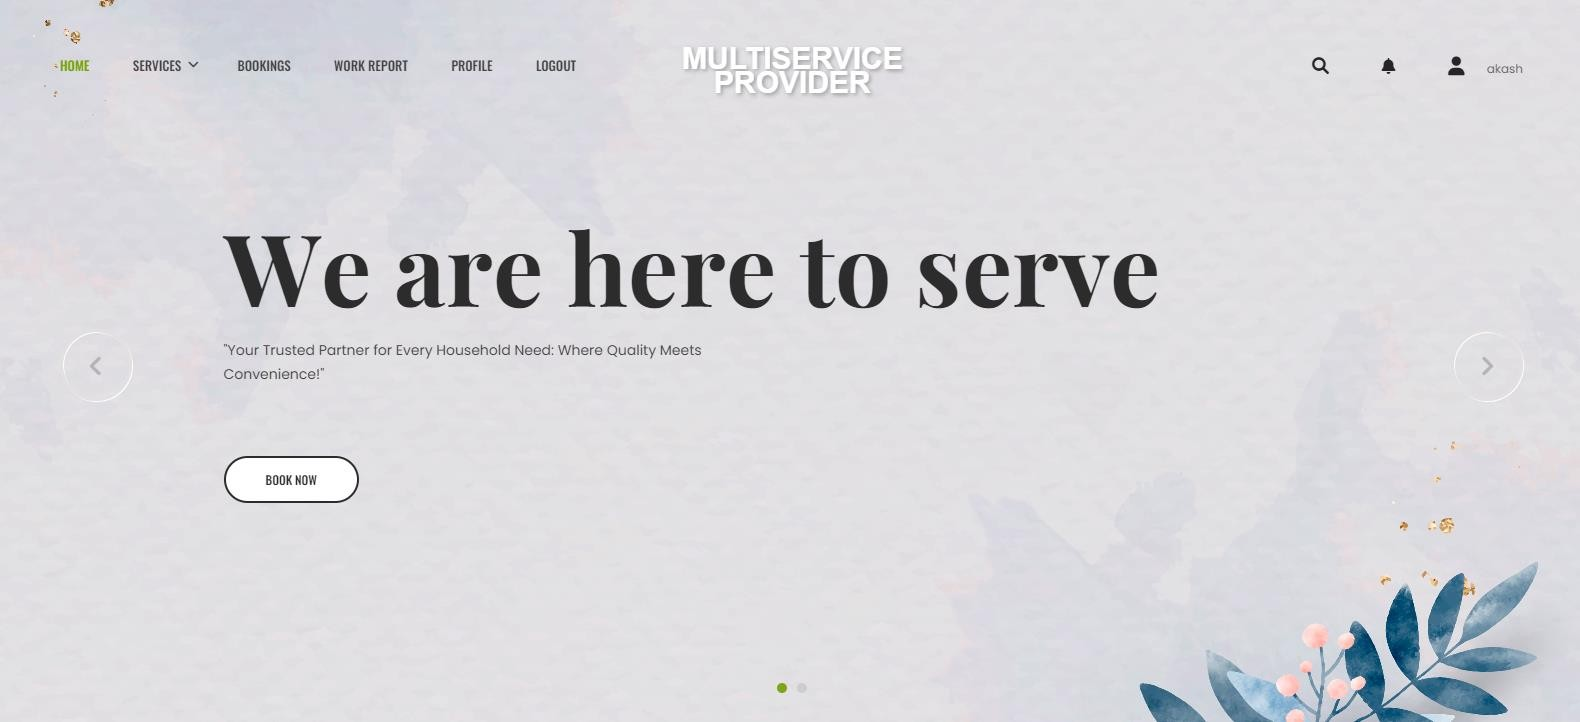 HOME SERVICES BOOKINGS WORK REPORT PROFILE LOGOUT
MULTISERVICE
PROVIDER
akash
We are here to serve
"Your Trusted Partner for Every Household Need: Where Quality Meets
Convenience!"
BOOK NOW